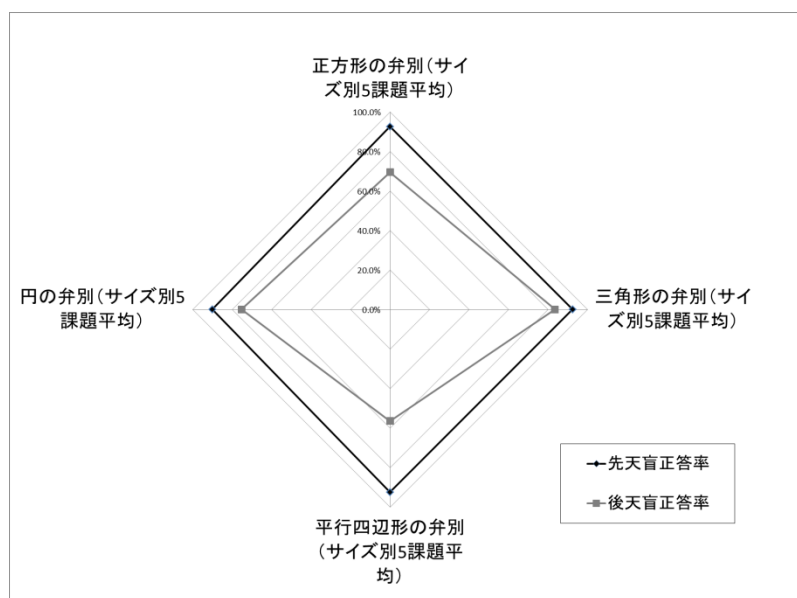 正方形の弁別(サイ
ズ別5課題平均)
100.0%
80.0%
60.0%
40.0%
20.0%
0.0%
円の弁別(サイズ別5
課題平均)
三角形の弁別(サイ
ズ別5課題平均)
平行四辺形の弁別
(サイズ別5課題平
均)
先天盲正答率
後天盲正答率